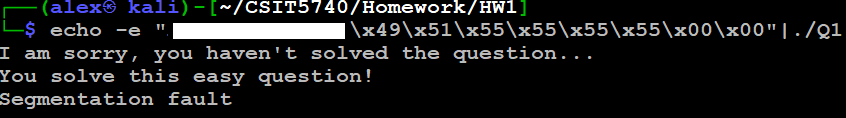 (alex㉿kali)-[~/CSIT5740/Homework/HW1]
$ echo -e "\x49\x51\x55\x55\x55\x55\x00\x00"|./Q1
I am sorry, you haven't solved the question...
You solve this easy question!
Segmentation fault